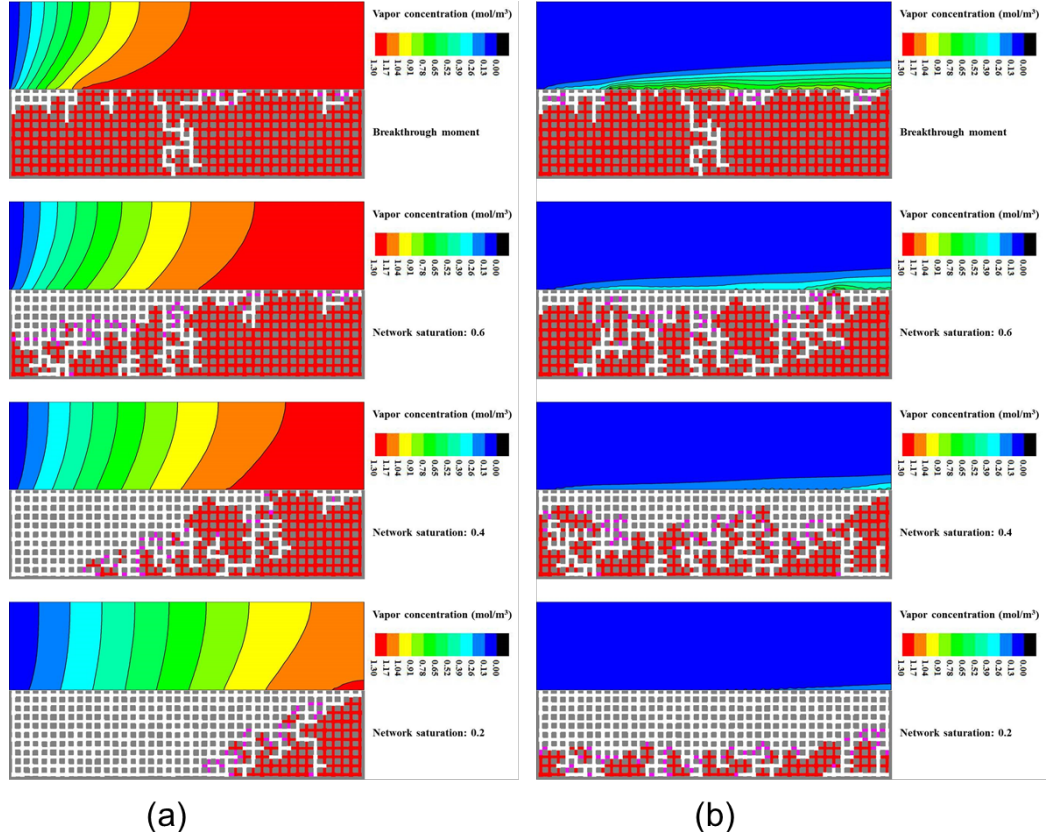 Vapor concentration (mol/m³)
1.30 1.17 1.04 0.91 0.78 0.65 0.52 0.39 0.26 0.13 0.00
Breakthrough moment
Vapor concentration (mol/m³)
1.30 1.17 1.04 0.91 0.78 0.65 0.52 0.39 0.26 0.13 0.00
Network saturation: 0.6
Vapor concentration (mol/m³)
1.30 1.17 1.04 0.91 0.78 0.65 0.52 0.39 0.26 0.13 0.00
Network saturation: 0.4
Vapor concentration (mol/m³)
1.30 1.17 1.04 0.91 0.78 0.65 0.52 0.39 0.26 0.13 0.00
Network saturation: 0.2
(a)
Vapor concentration (mol/m³)
1.30 1.17 1.04 0.91 0.78 0.65 0.52 0.39 0.26 0.13 0.00
Breakthrough moment
Vapor concentration (mol/m³)
1.30 1.17 1.04 0.91 0.78 0.65 0.52 0.39 0.26 0.13 0.00
Network saturation: 0.6
Vapor concentration (mol/m³)
1.30 1.17 1.04 0.91 0.78 0.65 0.52 0.39 0.26 0.13 0.00
Network saturation: 0.4
Vapor concentration (mol/m³)
1.30 1.17 1.04 0.91 0.78 0.65 0.52 0.39 0.26 0.13 0.00
Network saturation: 0.2
(b)